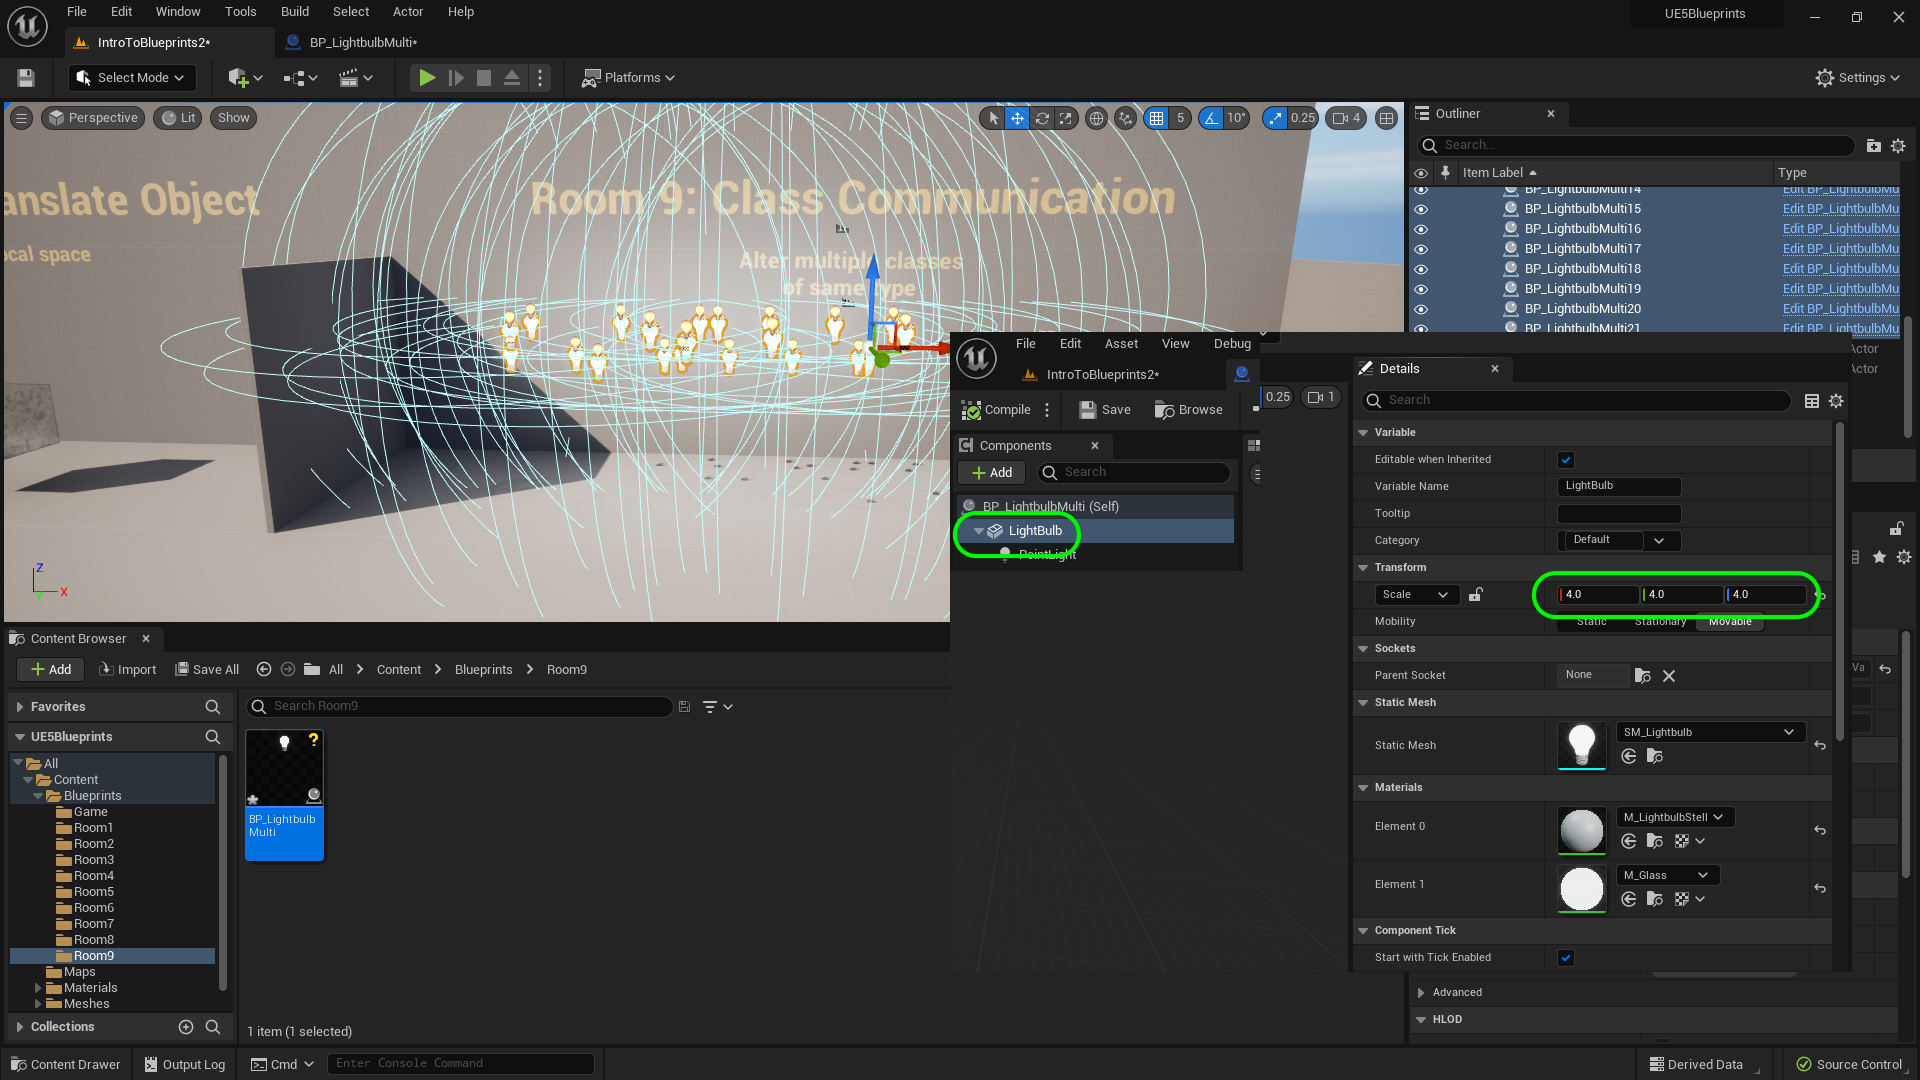 File Edit Window Tools Build Select Actor Help
UE5Blueprints
IntroToBlueprints2*
BP_LightbulbMulti*
Select Mode
Platforms
Settings
Perspective
Lit
Show
5
10°
0.25
4
anslate Object
ocal space
Room 9: Class Communication
Alter multiple classes
of same type
Z
X
Y
Outliner
Search...
Item Label
Type
BP_LightbulbMulti14 Edit BP_LightbulbMu
BP_LightbulbMulti15 Edit BP_LightbulbMu
BP_LightbulbMulti16 Edit BP_LightbulbMu
BP_LightbulbMulti17 Edit BP_LightbulbMu
BP_LightbulbMulti18 Edit BP_LightbulbMu
BP_LightbulbMulti19 Edit BP_LightbulbMu
BP_LightbulbMulti20 Edit BP_LightbulbMu
BP_LightbulbMulti21 Edit BP_LightbulbMu
Actor
Actor
File Edit Asset View Debug
IntroToBlueprints2*
Compile
Save
Browse
0.25
1
Components
Add
Search
BP_LightbulbMulti (Self)
LightBulb
PointLight
Details
Search
Variable
Editable when Inherited
Variable Name LightBulb
Tooltip
Category Default
Transform
Scale 4.0 4.0 4.0
Mobility Static Stationary Movable
Sockets
Parent Socket None
Static Mesh
Static Mesh SM_Lightbulb
Materials
Element 0 M_LightbulbStell
Element 1 M_Glass
Component Tick
Start with Tick Enabled
Va
Advanced
HLOD
Content Browser
Add
Import
Save All
All
Content
Blueprints
Room9
Favorites
UE5Blueprints
All
Content
Blueprints
Game
Room1
Room2
Room3
Room4
Room5
Room6
Room7
Room8
Room9
Maps
Materials
Meshes
Collections
Search Room9
?
BP_Lightbulb
Multi
1 item (1 selected)
Content Drawer
Output Log
Cmd
Enter Console Command
Derived Data
Source Control